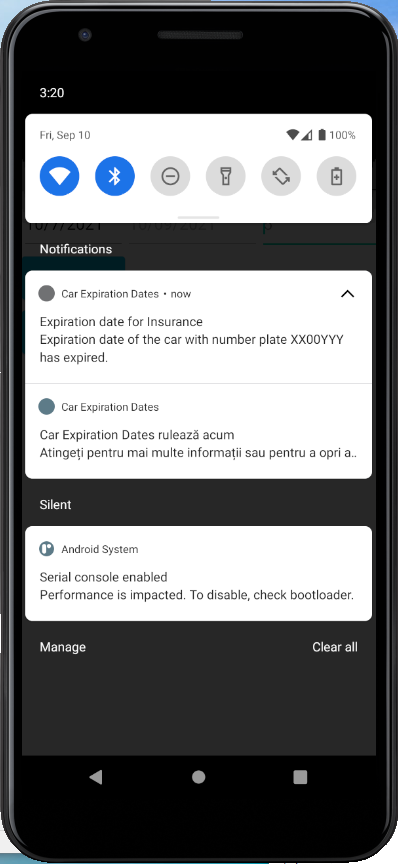 3:20
Fri, Sep 10
100%
10/7/2021 10/09/2021 p
Notifications
Car Expiration Dates • now
Expiration date for Insurance
Expiration date of the car with number plate XX00YYY
has expired.
Car Expiration Dates
Car Expiration Dates rulează acum
Atingeți pentru mai multe informații sau pentru a opri a..
Silent
Android System
Serial console enabled
Performance is impacted. To disable, check bootloader.
Manage
Clear all